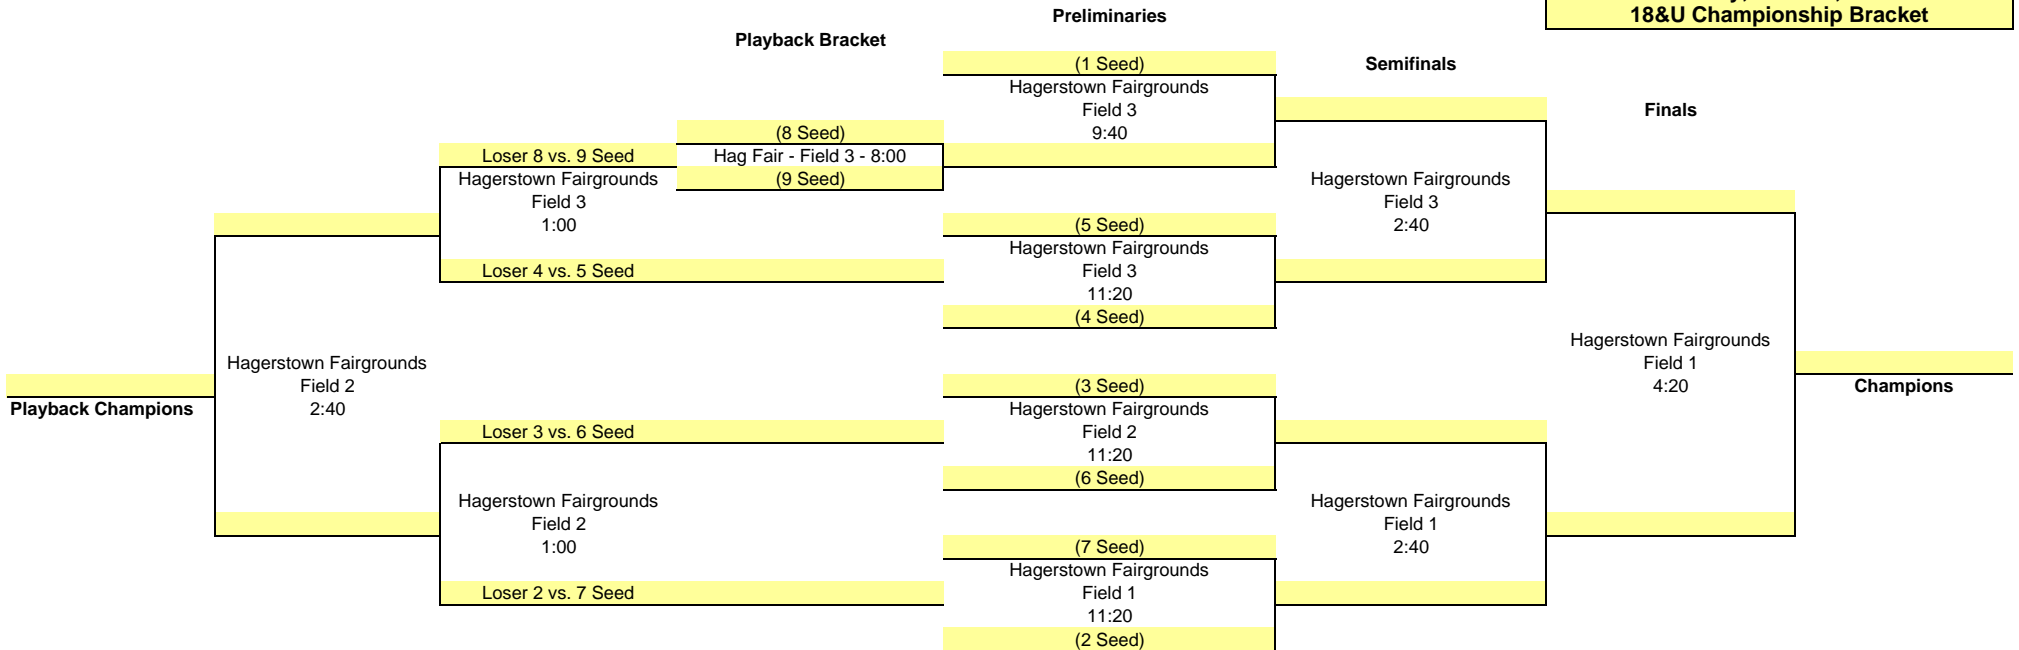 Preliminaries
18&U Championship Bracket
Playback Bracket
(1 Seed)
Semifinals
Hagerstown Fairgrounds
Field 3
9:40
Finals
(8 Seed)
Loser 8 vs. 9 Seed
Hag Fair - Field 3 - 8:00
(9 Seed)
Hagerstown Fairgrounds
Field 3
1:00
Hagerstown Fairgrounds
Field 3
2:40
(5 Seed)
Hagerstown Fairgrounds
Field 3
11:20
(4 Seed)
Loser 4 vs. 5 Seed
Hagerstown Fairgrounds
Field 2
2:40
Playback Champions
Hagerstown Fairgrounds
Field 1
4:20
Champions
(3 Seed)
Hagerstown Fairgrounds
Field 2
11:20
(6 Seed)
Loser 3 vs. 6 Seed
Hagerstown Fairgrounds
Field 2
1:00
Hagerstown Fairgrounds
Field 1
2:40
(7 Seed)
Hagerstown Fairgrounds
Field 1
11:20
(2 Seed)
Loser 2 vs. 7 Seed